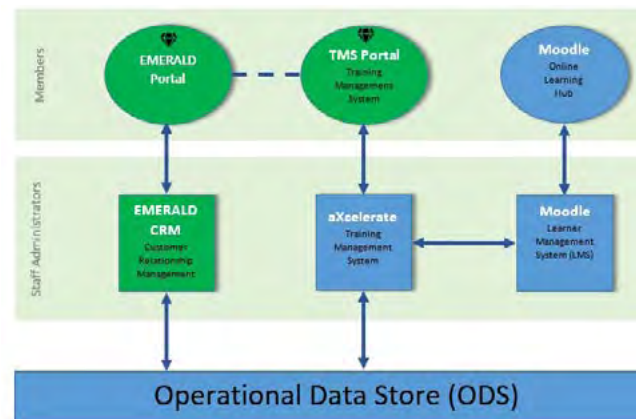 Members
EMERALD
Portal
TMS Portal
Training
Management
System
Moodle
Online
Learning
Hub
Staff Administrators
EMERALD
CRM
Customer
Relationship
Management
aXcelerate
Training
Management
System
Moodle
Learner
Management
System (LMS)
Operational Data Store (ODS)